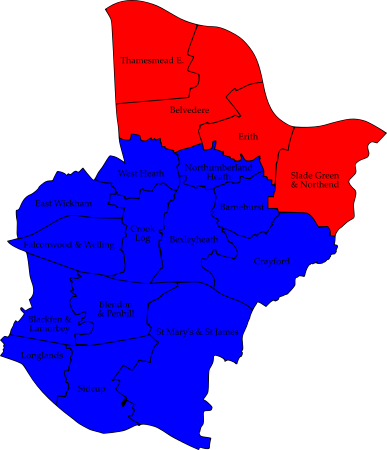 Thamesmead E.
Belvedere
Erith
Slade Green
& Northend
West Heath
Northumberland
Heath
East Wickham
Barnehurst
Crook
Log
Falconwood & Welling
Bexleyheath
Crayford
Blendon
& Penhill
Blackfen &
Lamorbey
St Mary's & St James
Longlands
Sidcup